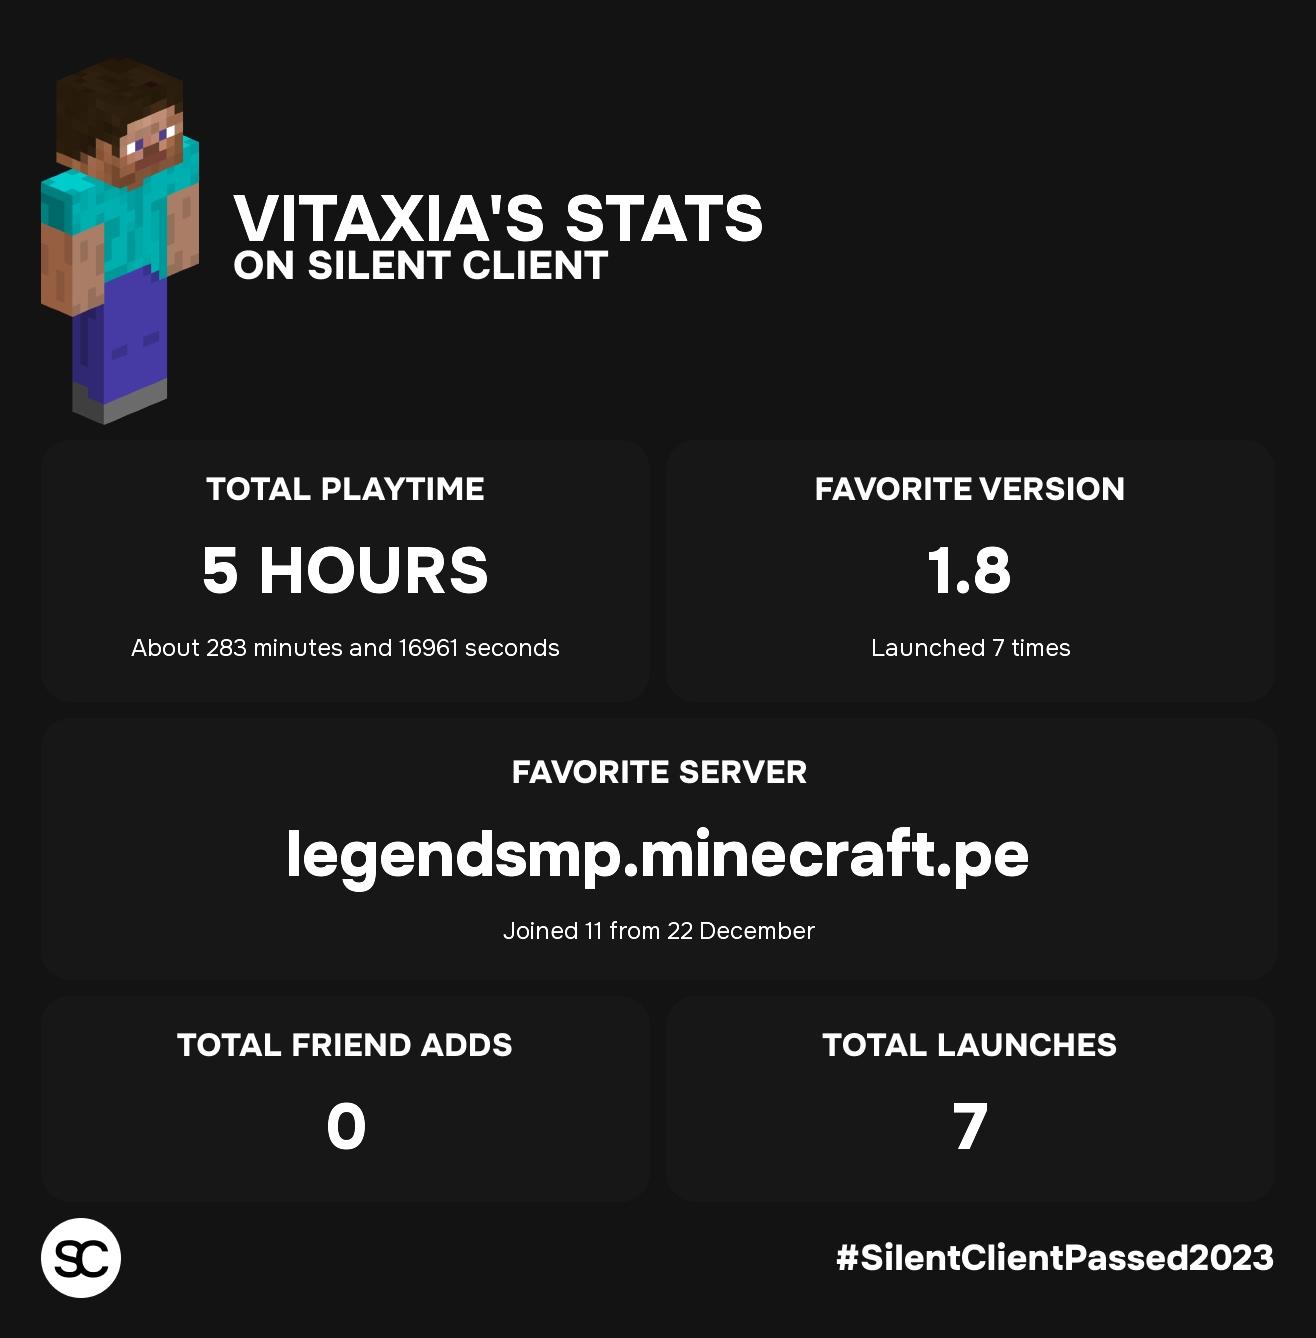 VITAXIA'S STATS
ON SILENT CLIENT
TOTAL PLAYTIME
5 HOURS
About 283 minutes and 16961 seconds
FAVORITE VERSION
1.8
Launched 7 times
FAVORITE SERVER
legendsmp.minecraft.pe
Joined 11 from 22 December
TOTAL FRIEND ADDS
0
TOTAL LAUNCHES
7
SC
#SilentClientPassed2023